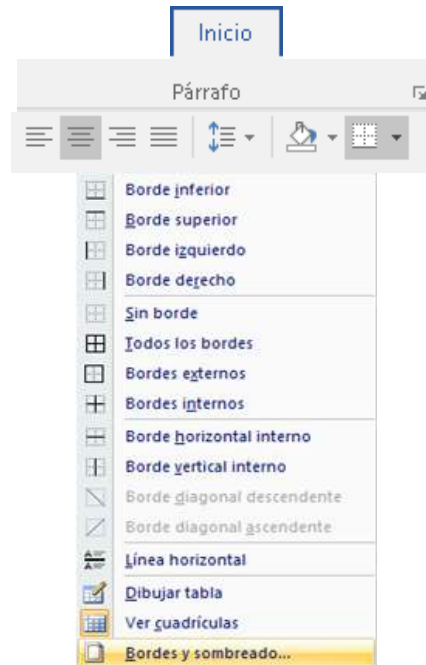 Inicio
Párrafo
Borde inferior
Borde superior
Borde izquierdo
Borde derecho
Sin borde
Todos los bordes
Bordes externos
Bordes internos
Borde horizontal interno
Borde vertical interno
Borde diagonal descendente
Borde diagonal ascendente
Línea horizontal
Dibujar tabla
Ver cuadrículas
Bordes y sombreado...